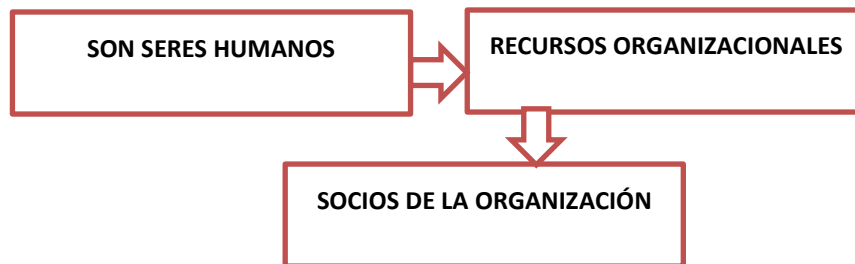 SON SERES HUMANOS
RECURSOS ORGANIZACIONALES
SOCIOS DE LA ORGANIZACIÓN